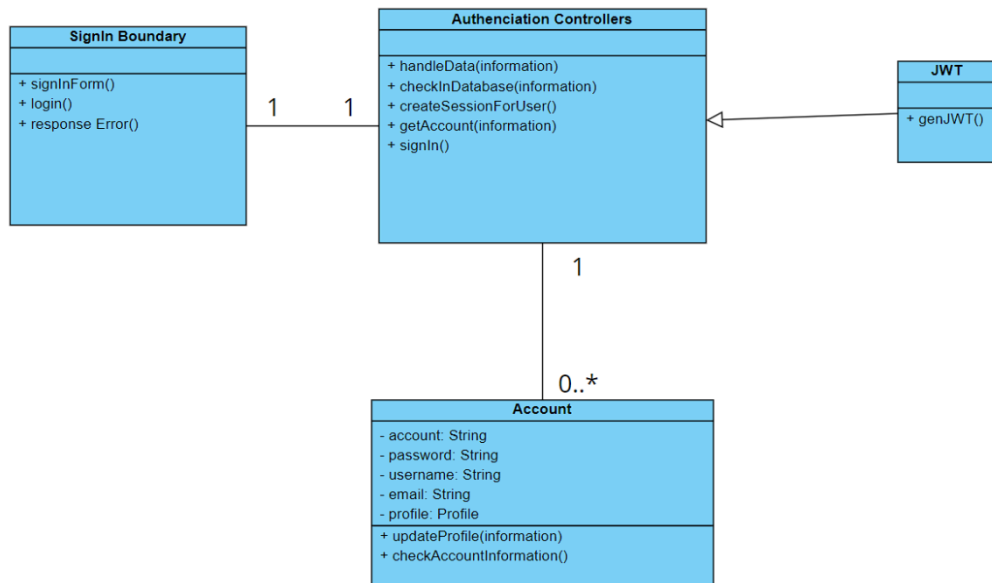 SignIn Boundary
+ signInForm()
+ login()
+ response Error()
1
1
Authenciation Controllers
+ handleData(information)
+ checkInDatabase(information)
+ createSessionForUser()
+ getAccount(information)
+ signIn()
JWT
+ genJWT()
1
0..*
Account
- account: String
- password: String
- username: String
- email: String
- profile: Profile
+ updateProfile(information)
+ checkAccountInformation()